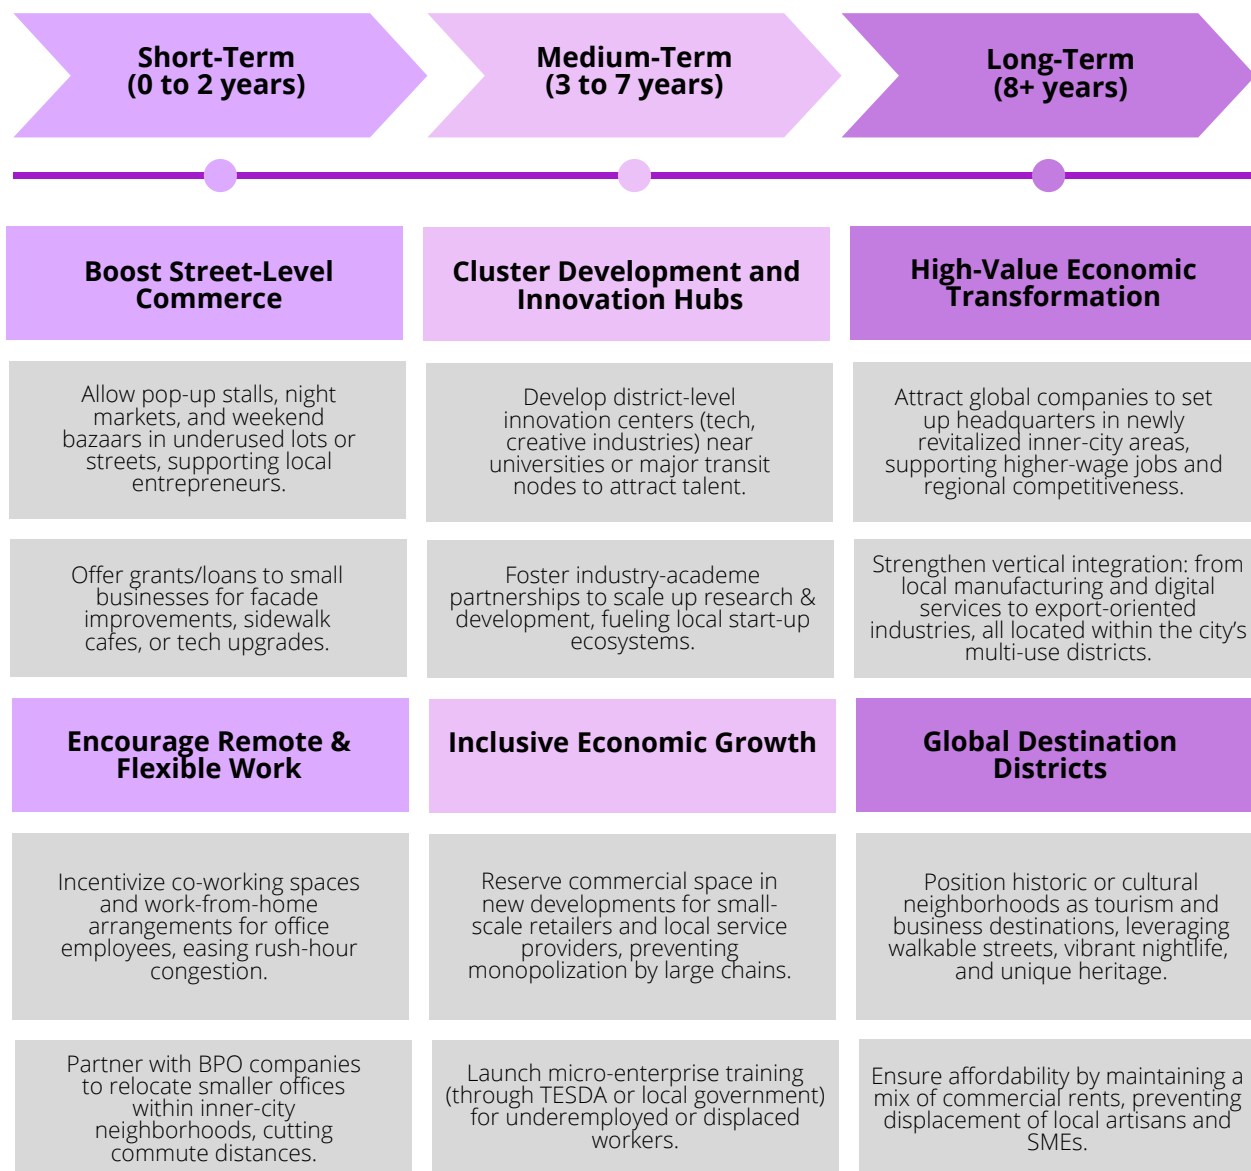 Short-Term
(0 to 2 years)
Medium-Term
(3 to 7 years)
Long-Term
(8+ years)
Boost Street-Level
Commerce
Cluster Development and
Innovation Hubs
High-Value Economic
Transformation
Allow pop-up stalls, night
markets, and weekend
bazaars in underused lots or
streets, supporting local
entrepreneurs.
Develop district-level
innovation centers (tech,
creative industries) near
universities or major transit
nodes to attract talent.
Attract global companies to set
up headquarters in newly
revitalized inner-city areas,
supporting higher-wage jobs and
regional competitiveness.
Offer grants/loans to small
businesses for facade
improvements, sidewalk
cafes, or tech upgrades.
Foster industry-academe
partnerships to scale up research &
development, fueling local start-up
ecosystems.
Strengthen vertical integration: from
local manufacturing and digital
services to export-oriented
industries, all located within the city’s
multi-use districts.
Encourage Remote &
Flexible Work
Inclusive Economic Growth
Global Destination
Districts
Incentivize co-working spaces
and work-from-home
arrangements for office
employees, easing rush-hour
congestion.
Reserve commercial space in
new developments for small-
scale retailers and local service
providers, preventing
monopolization by large chains.
Position historic or cultural
neighborhoods as tourism and
business destinations, leveraging
walkable streets, vibrant nightlife,
and unique heritage.
Partner with BPO companies
to relocate smaller offices
within inner-city
neighborhoods, cutting
commute distances.
Launch micro-enterprise training
(through TESDA or local government)
for underemployed or displaced
workers.
Ensure affordability by maintaining a
mix of commercial rents, preventing
displacement of local artisans and
SMEs.